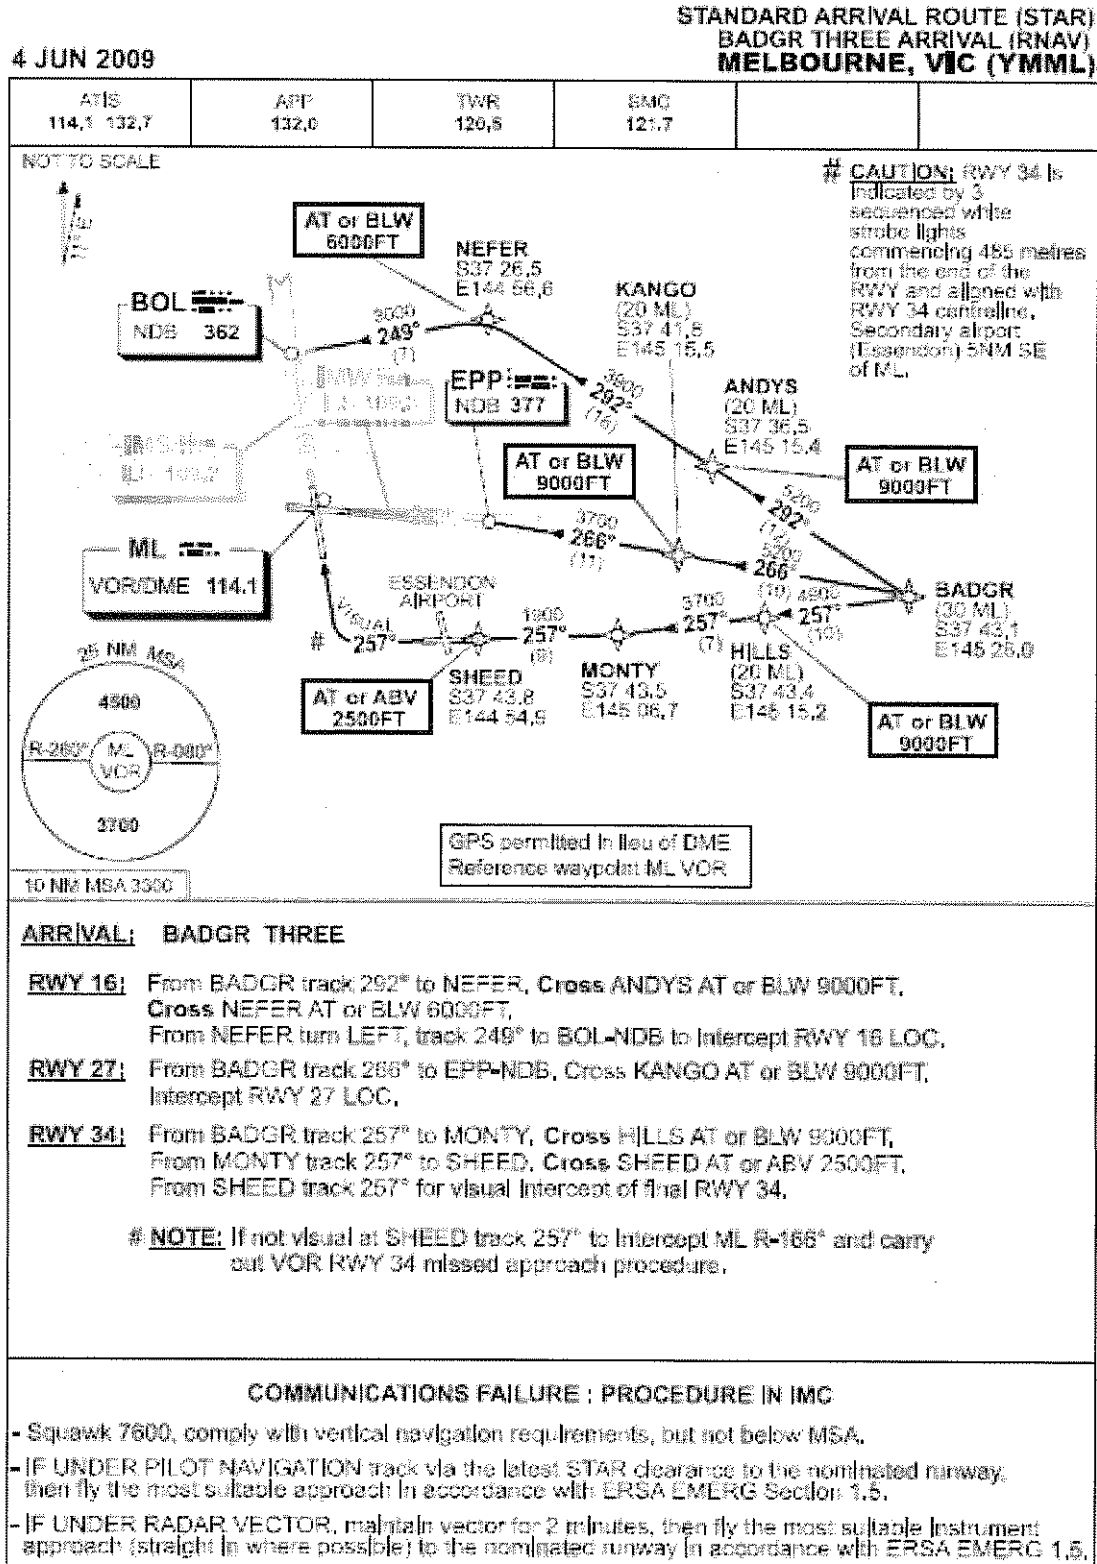 STANDARD ARRIVAL ROUTE (STAR)
BADGR THREE ARRIVAL (RNAV)
4 JUN 2009
MELBOURNE, VIC (YMML)
ATIS
114.1 132.7
APP
132.0
TWR
120.5
SMC
121.7
NOT TO SCALE
11° E
# CAUTION: RWY 34 is
indicated by 3
sequenced white
strobe lights
commencing 485 metres
from the end of the
RWY and aligned with
RWY 34 centreline.
Secondary airport
(Essendon) 5NM SE
of ML.
AT or BLW
6000FT
NEFER
S37 26.5
E144 56.6
BOL
NDB 362
249°
(7)
KANGO
(20 ML)
S37 41.8
E145 15.5
EPP
NDB 377
3900
292°
(16)
ANDYS
(20 ML)
S37 36.5
E145 15.4
AT or BLW
9000FT
AT or BLW
9000FT
5200
292°
ML
VOR/DME 114.1
3700
266°
(11)
5200
266°
(10)
BADGR
(30 ML)
S37 43.1
E145 28.0
ESSENDON
AIRPORT
VISUAL
#
257°
1900
257°
(9)
3700
257°
(7)
4800
257°
(10)
SHEED
S37 43.8
E144 54.9
MONTY
S37 43.5
E145 06.7
HILLS
(20 ML)
S37 43.4
E145 15.2
AT or ABV
2500FT
AT or BLW
9000FT
25 NM MSA
4500
R-260°
ML
VOR
R-080°
3700
10 NM MSA 3300
GPS permitted in lieu of DME
Reference waypoint ML VOR
ARRIVAL: BADGR THREE
RWY 16: From BADGR track 292° to NEFER, Cross ANDYS AT or BLW 9000FT.
Cross NEFER AT or BLW 6000FT.
From NEFER turn LEFT, track 249° to BOL-NDB to intercept RWY 16 LOC.
RWY 27: From BADGR track 266° to EPP-NDB, Cross KANGO AT or BLW 9000FT.
Intercept RWY 27 LOC.
RWY 34: From BADGR track 257° to MONTY, Cross HILLS AT or BLW 9000FT.
From MONTY track 257° to SHEED. Cross SHEED AT or ABV 2500FT.
From SHEED track 257° for visual intercept of final RWY 34.
# NOTE: If not visual at SHEED track 257° to intercept ML R-166° and carry
out VOR RWY 34 missed approach procedure.
COMMUNICATIONS FAILURE : PROCEDURE IN IMC
- Squawk 7600, comply with vertical navigation requirements, but not below MSA.
- IF UNDER PILOT NAVIGATION track via the latest STAR clearance to the nominated runway,
then fly the most suitable approach in accordance with ERSA EMERG Section 1.5.
- IF UNDER RADAR VECTOR, maintain vector for 2 minutes, then fly the most suitable instrument
approach (straight in where possible) to the nominated runway in accordance with ERSA EMERG 1.5.